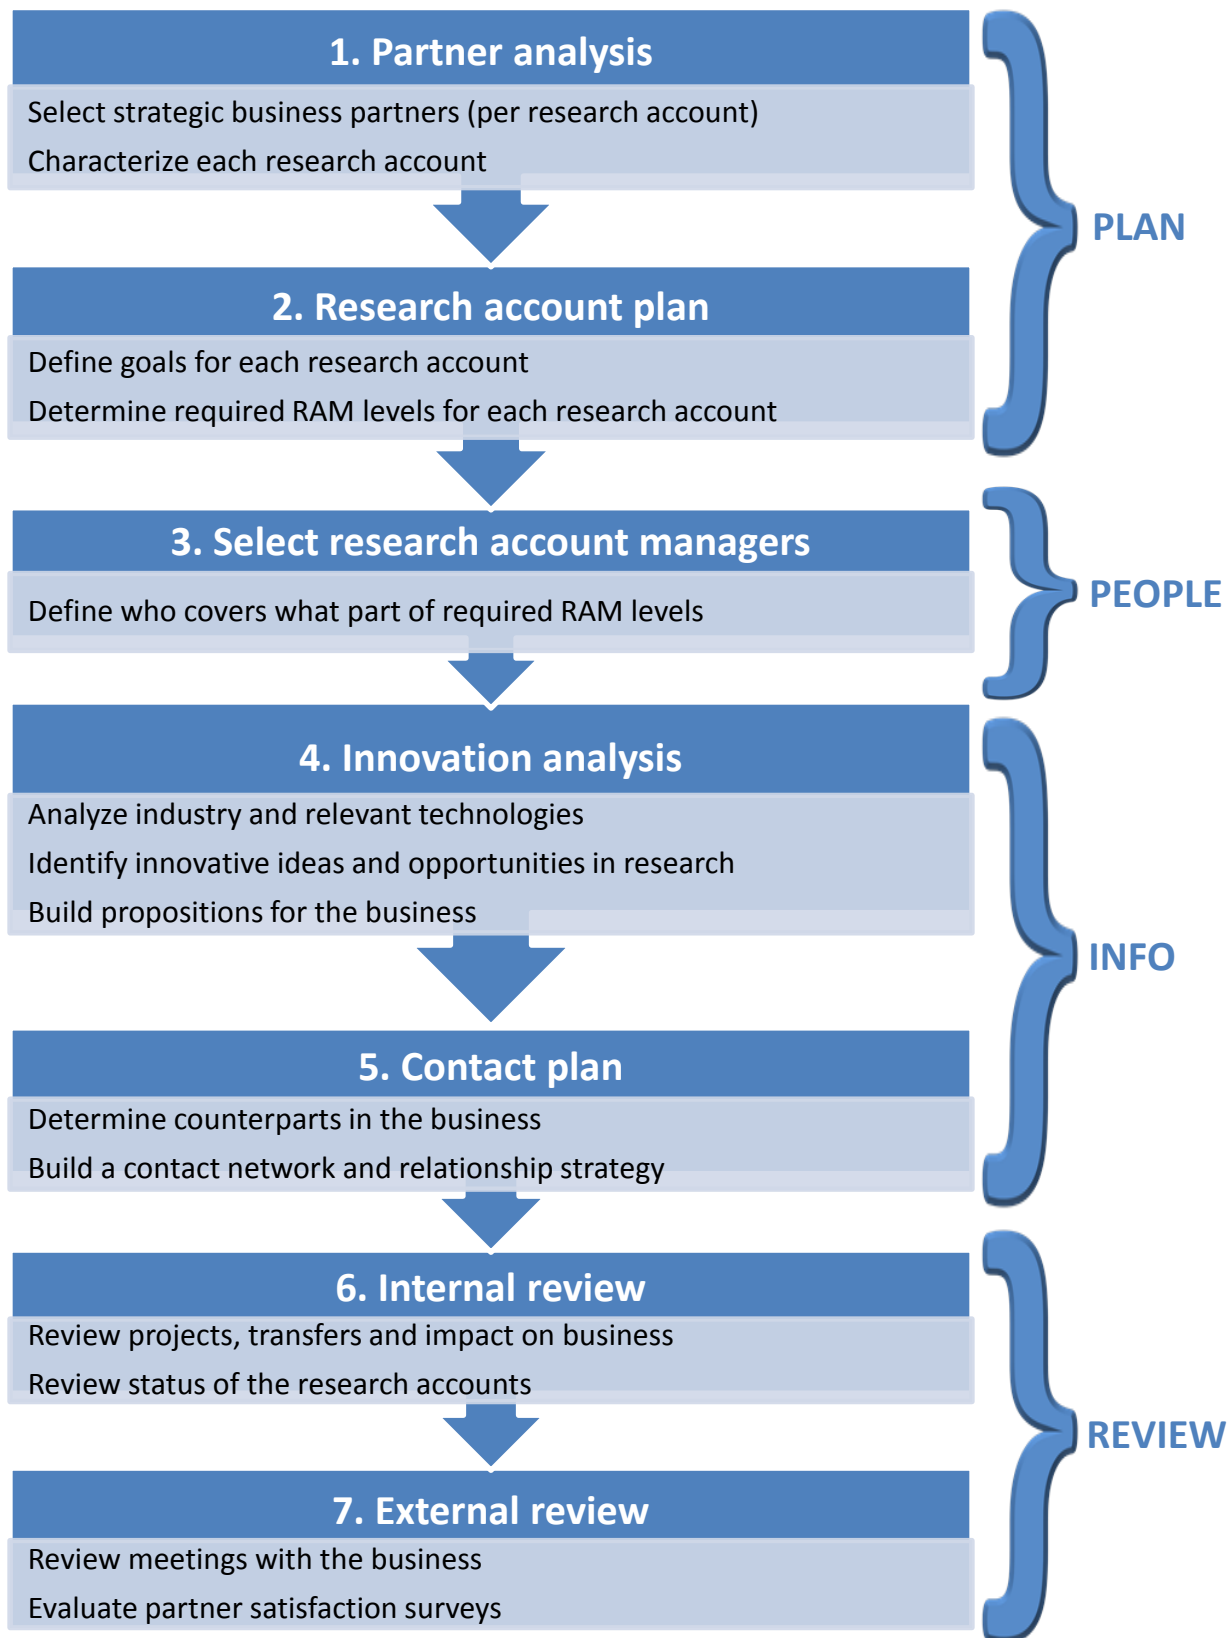 1. Partner analysis
Select strategic business partners (per research account)
Characterize each research account
PLAN
2. Research account plan
Define goals for each research account
Determine required RAM levels for each research account
3. Select research account managers
Define who covers what part of required RAM levels
PEOPLE
4. Innovation analysis
Analyze industry and relevant technologies
Identify innovative ideas and opportunities in research
Build propositions for the business
INFO
5. Contact plan
Determine counterparts in the business
Build a contact network and relationship strategy
6. Internal review
Review projects, transfers and impact on business
Review status of the research accounts
REVIEW
7. External review
Review meetings with the business
Evaluate partner satisfaction surveys